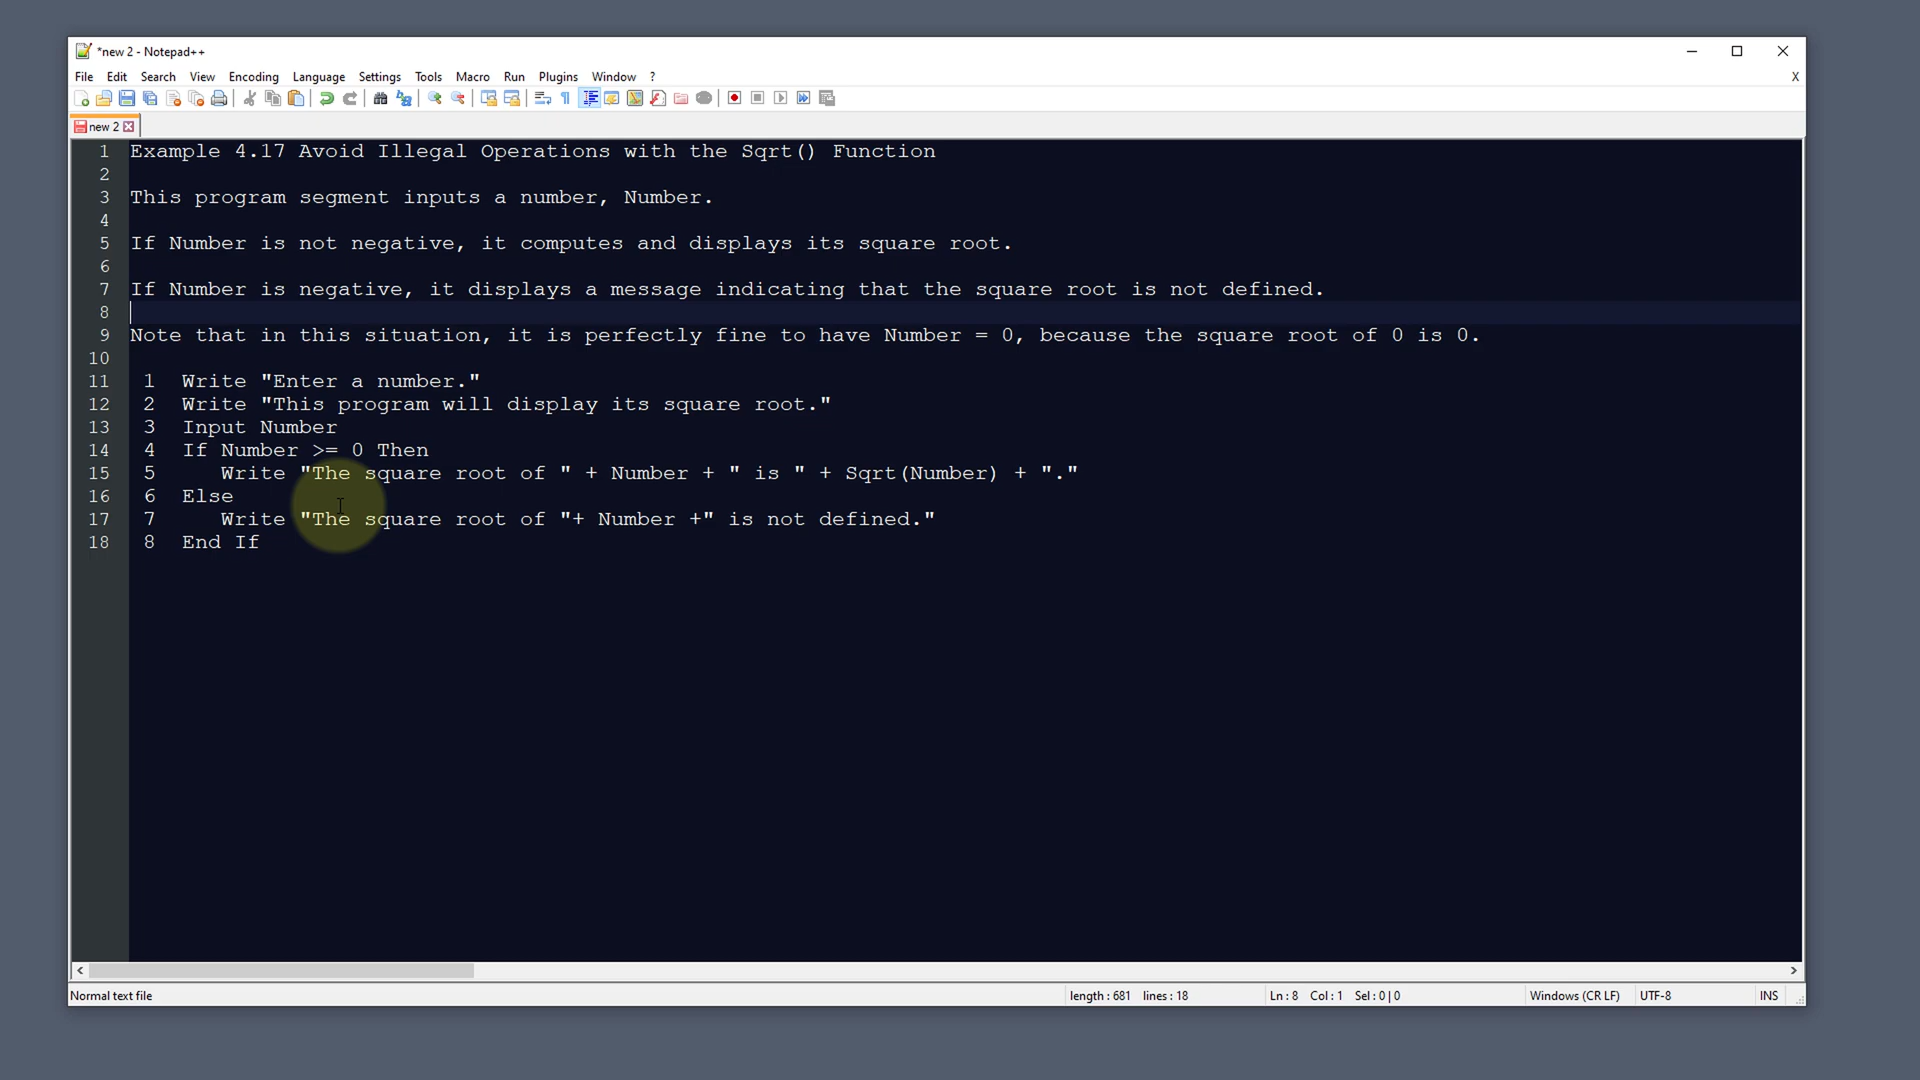 *new 2 - Notepad++
File Edit Search View Encoding Language Settings Tools Macro Run Plugins Window ? X
new 2
1 Example 4.17 Avoid Illegal Operations with the Sqrt() Function
2
3 This program segment inputs a number, Number.
4
5 If Number is not negative, it computes and displays its square root.
6
7 If Number is negative, it displays a message indicating that the square root is not defined.
8
9 Note that in this situation, it is perfectly fine to have Number = 0, because the square root of 0 is 0.
10
11 1 Write "Enter a number."
12 2 Write "This program will display its square root."
13 3 Input Number
14 4 If Number >= 0 Then
15 5 Write "The square root of " + Number + " is " + Sqrt(Number) + "."
16 6 Else
17 7 Write "The square root of "+ Number +" is not defined."
18 8 End If
Normal text file length : 681 lines : 18 Ln : 8 Col : 1 Sel : 0 | 0 Windows (CR LF) UTF-8 INS